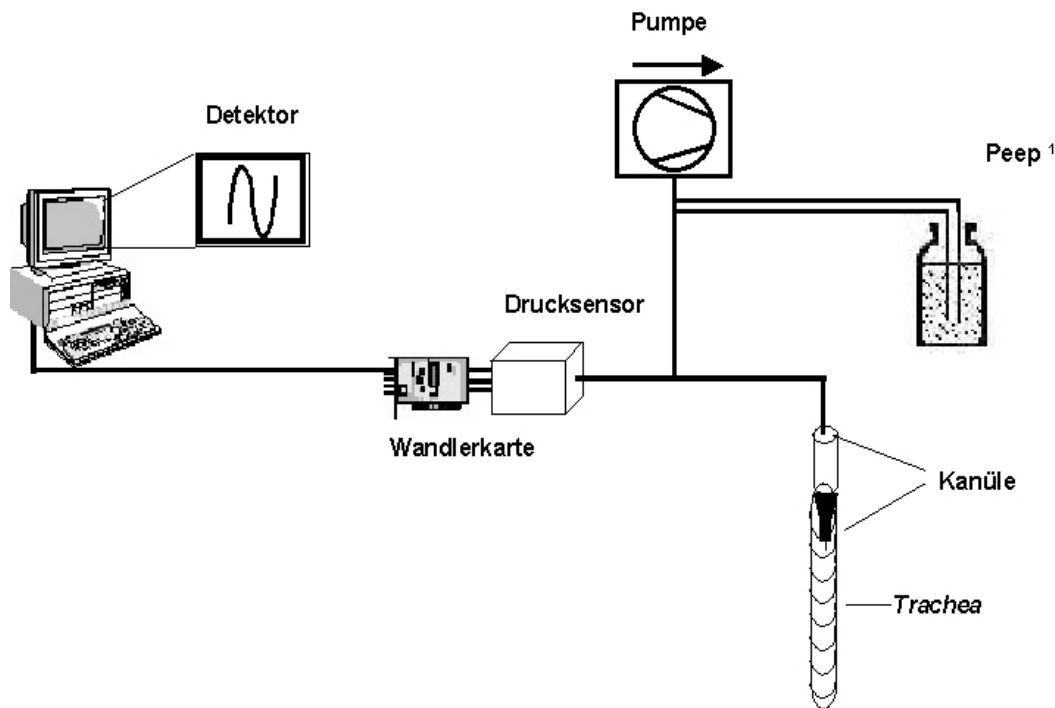 Pumpe
Detektor
Peep ¹
Drucksensor
Wandlerkarte
Kanüle
Trachea